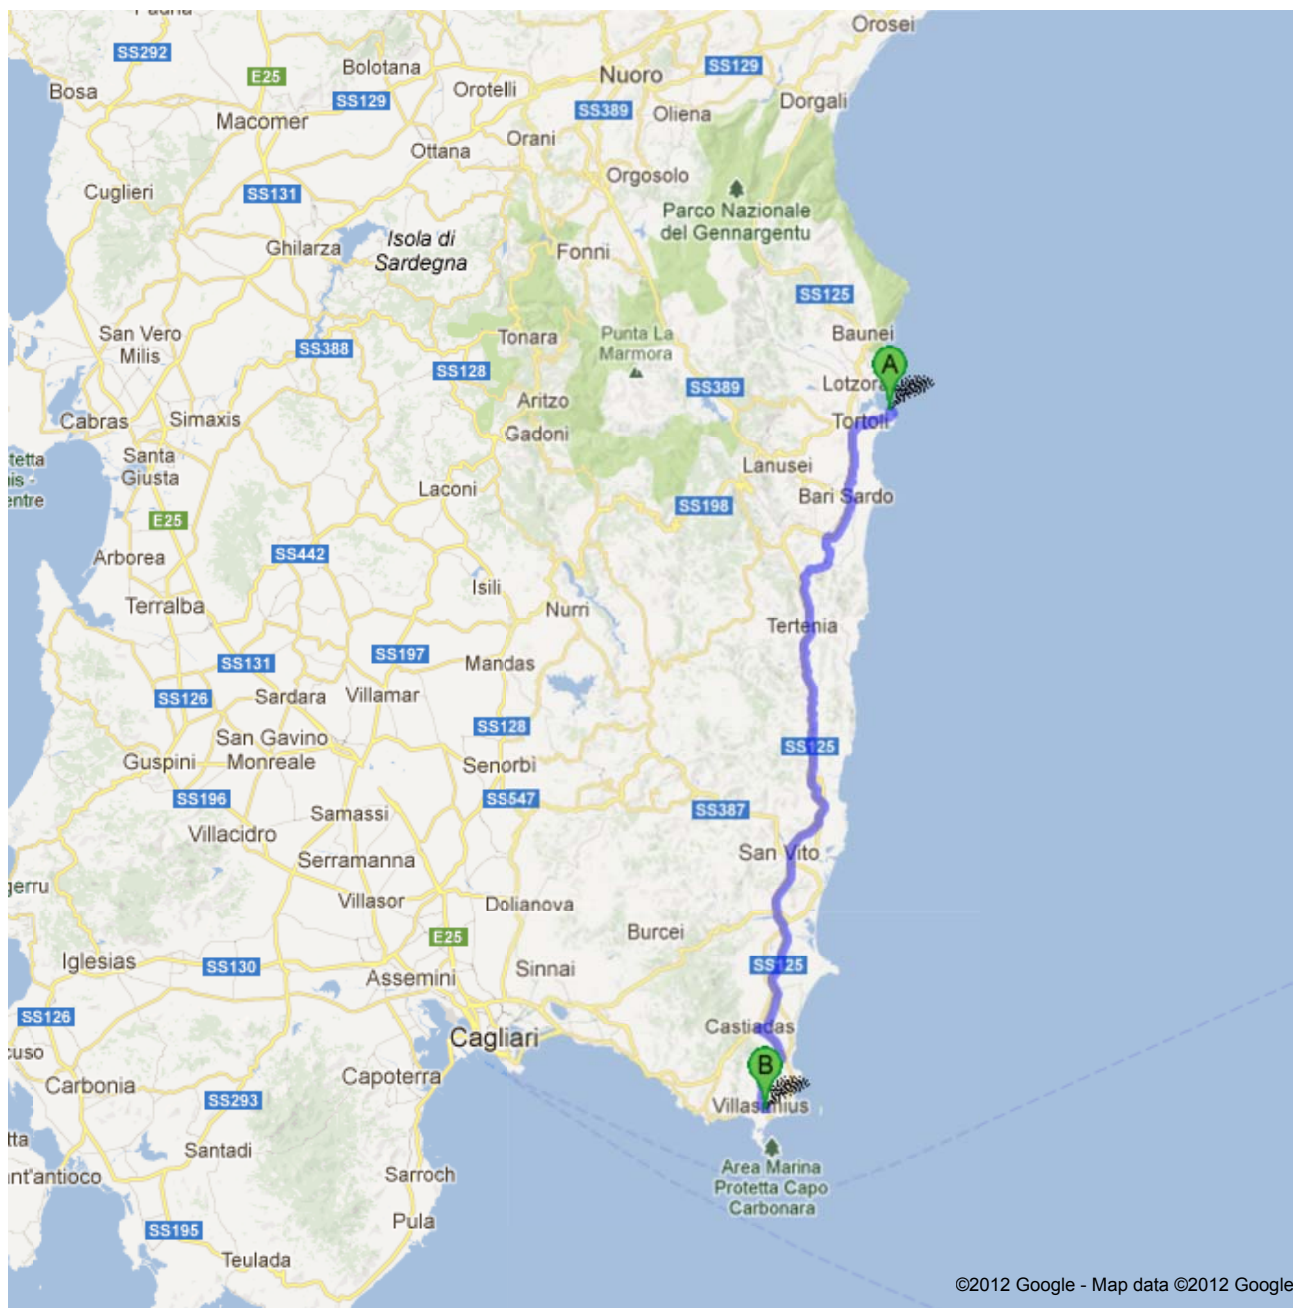 Orosei
SS292
Bolotana
Nuoro
SS129
E25
Bosa
Orotelli
SS129
Dorgali
Macomer
SS389
Oliena
Orani
Ottana
Orgosolo
Cuglieri
SS131
Parco Nazionale
del Gennargentu
Ghilarza
Isola di
Sardegna
Fonni
SS125
San Vero
Milis
Tonara
Punta La
Marmora
Baunei
SS388
A
SS128
SS389
Lotzora
Aritzo
Cabras
Simaxis
Tortolì
Gadoni
Santa
Giusta
Lanusei
Laconi
Bari Sardo
SS198
E25
Arborea
SS442
Isili
Terralba
Nurri
Tertenia
SS131
SS197
Mandas
SS126
Sardara
Villamar
SS128
San Gavino
Monreale
SS125
Guspini
Senorbì
SS196
SS547
Samassi
SS387
Villacidro
San Vito
Serramanna
Villasor
Dolianova
E25
Burcei
Iglesias
SS130
Assemini
Sinnai
SS125
SS126
Castiadas
Cagliari
B
Carbonia
Capoterra
SS293
Villasimius
Santadi
Area Marina
Protetta Capo
Carbonara
Sarroch
ant'antioco
Pula
SS195
Teulada
©2012 Google - Map data ©2012 Google